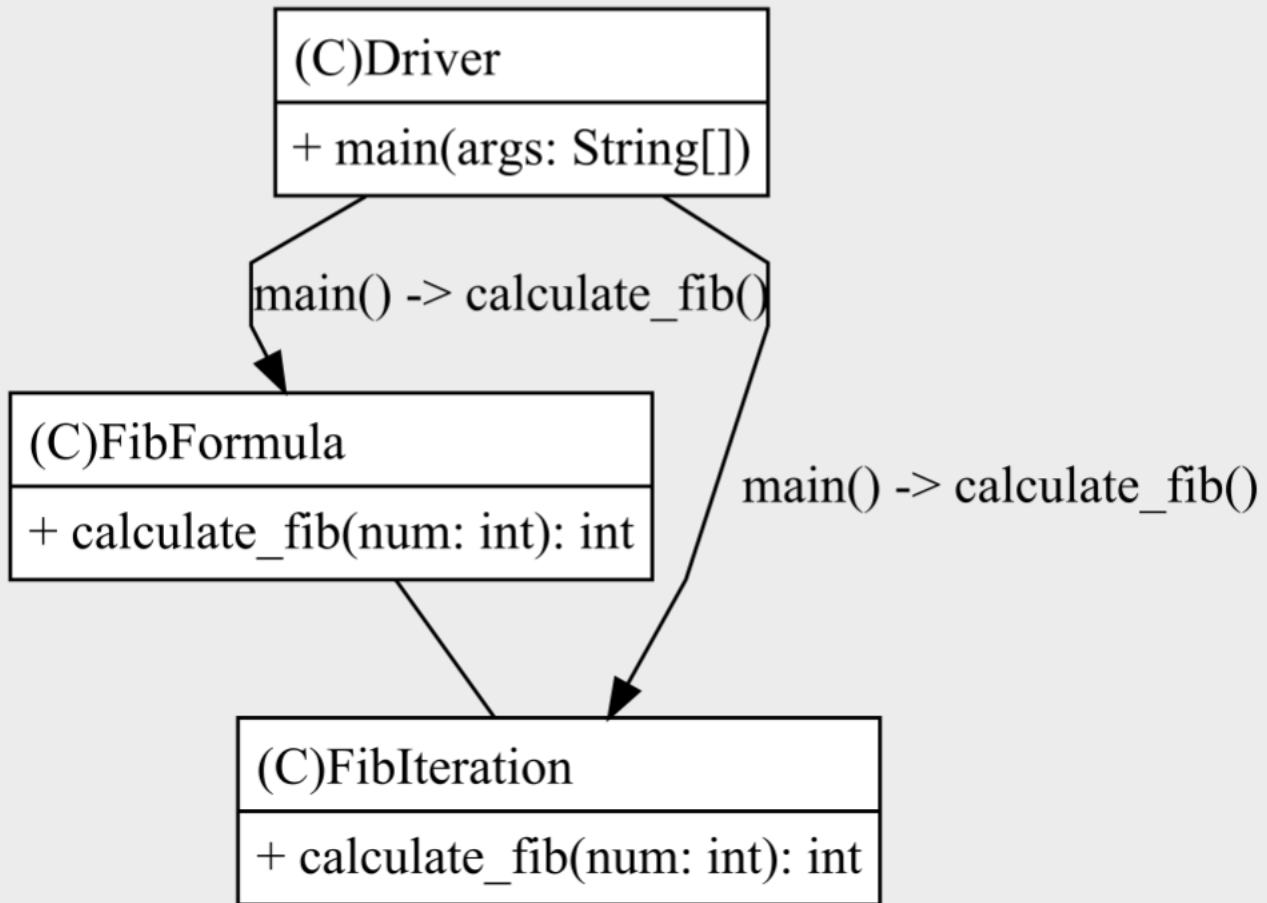 (C)Driver
+ main(args: String[])
main() -> calculate_fib()
(C)FibFormula
+ calculate_fib(num: int): int
main() -> calculate_fib()
(C)FibIteration
+ calculate_fib(num: int): int